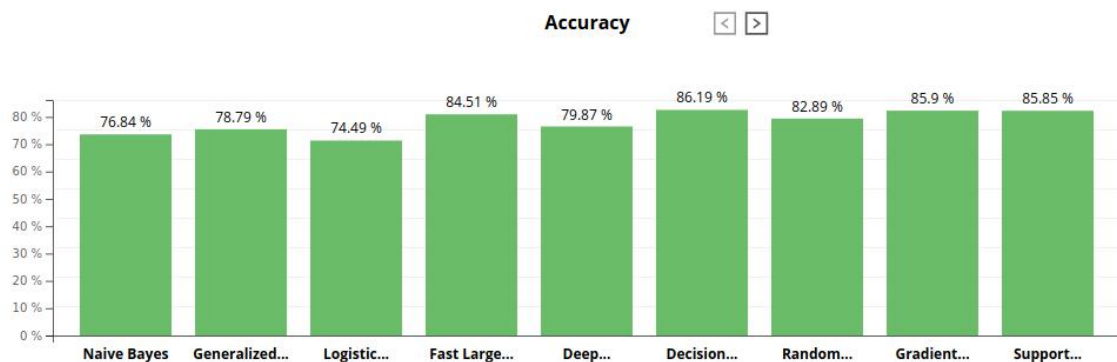 Accuracy
84.51 %
86.19 %
82.89 %
85.9 %
85.85 %
76.84 %
78.79 %
74.49 %
79.87 %
80 %
70 %
60 %
50 %
40 %
30 %
20 %
10 %
0 %
Naive Bayes
Generalized...
Logistic...
Fast Large...
Deep...
Decision...
Random...
Gradient...
Support...